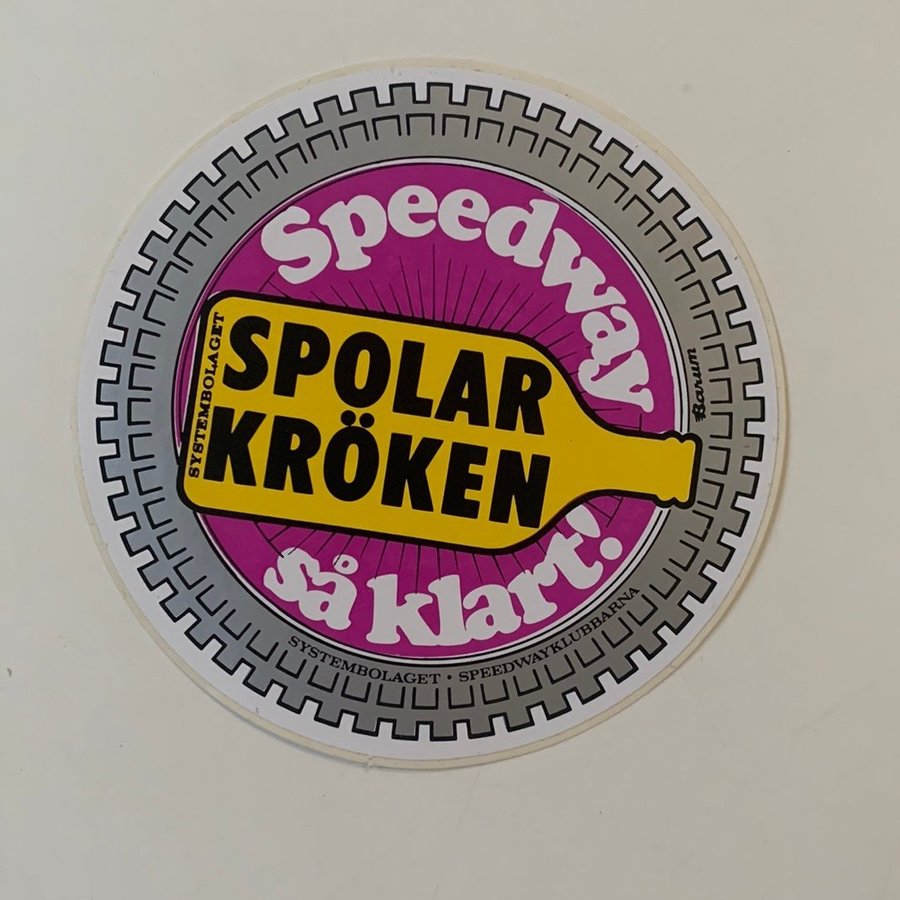 Speedway
SYSTEMBOLAGET
SPOLAR
KRÖKEN
Barum
så klart!
SYSTEMBOLAGET • SPEEDWAYKLUBBARNA